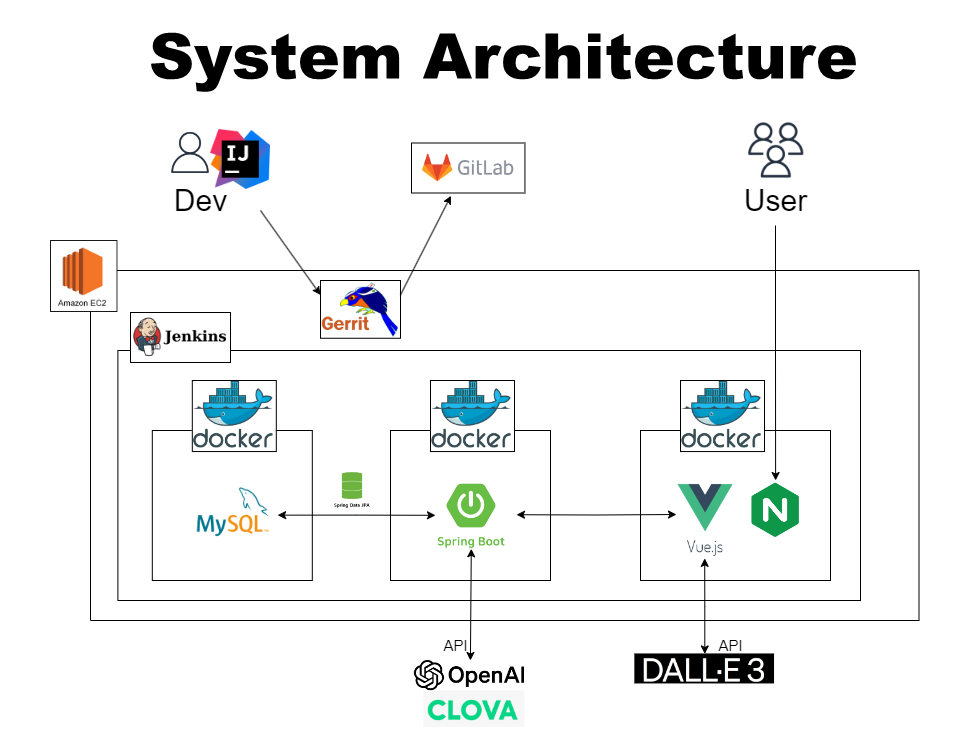 System Architecture
IJ
Dev
GitLab
User
Amazon EC2
Gerrit
Jenkins
docker
docker
docker
Spring Data JPA
MySQL
Spring Boot
N
Vue.js
API
API
OpenAI
DALL·E 3
CLOVA